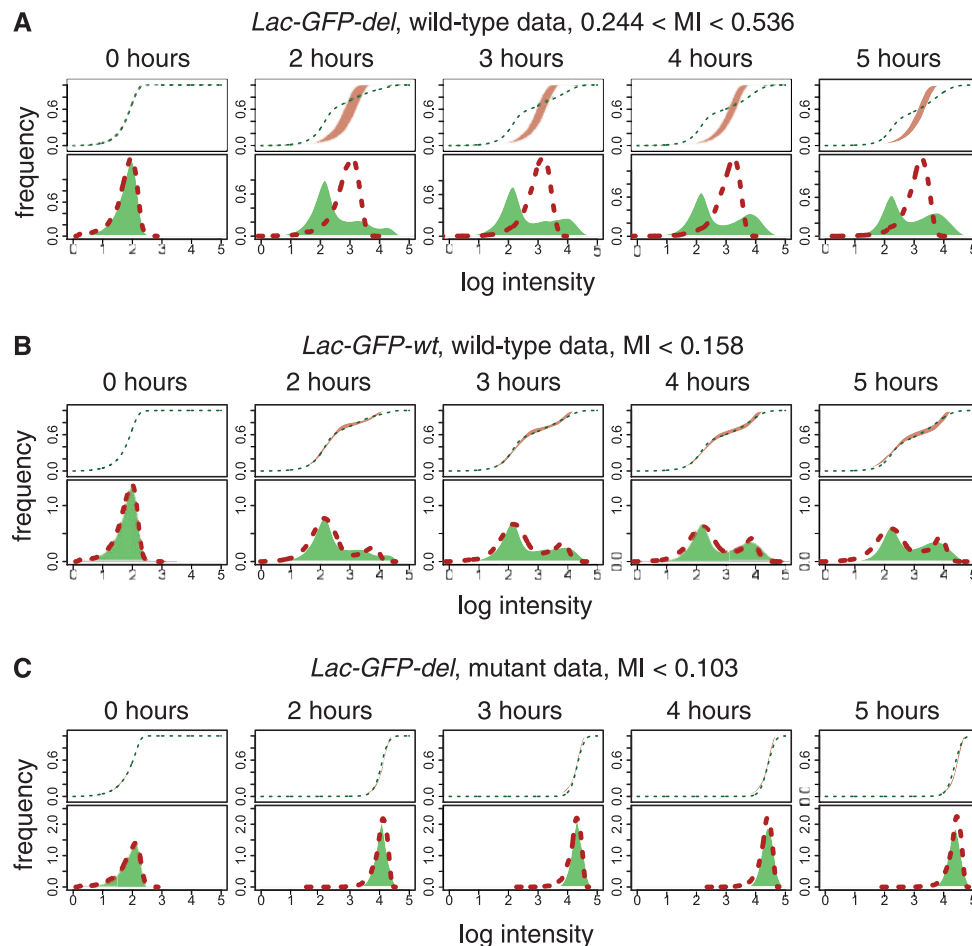 A Lac-GFP-del, wild-type data, 0.244 < MI < 0.536
0 hours 2 hours 3 hours 4 hours 5 hours
0.0 0.6 0.0 0.6 0.0 0.6 0.0 0.6 0.0 0.6
frequency
0.0 0.6 0.0 0.6 0.0 0.6 0.0 0.6 0.0 0.6
0 1 2 3 4 5 0 1 2 3 4 5 0 1 2 3 4 5 0 1 2 3 4 5 0 1 2 3 4 5
log intensity
B Lac-GFP-wt, wild-type data, MI < 0.158
0 hours 2 hours 3 hours 4 hours 5 hours
0.0 0.6 0.0 0.6 0.0 0.6 0.0 0.6 0.0 0.6
frequency
0.0 1.0 0.0 1.0 0.0 1.0 0.0 1.0 0.0 1.0
0 1 2 3 4 5 0 1 2 3 4 5 0 1 2 3 4 5 0 1 2 3 4 5 0 1 2 3 4 5
log intensity
C Lac-GFP-del, mutant data, MI < 0.103
0 hours 2 hours 3 hours 4 hours 5 hours
0.0 0.6 0.0 0.6 0.0 0.6 0.0 0.6 0.0 0.6
frequency
0.0 1.0 2.0 0.0 1.0 2.0 0.0 1.0 2.0 0.0 1.0 2.0 0.0 1.0 2.0
0 1 2 3 4 5 0 1 2 3 4 5 0 1 2 3 4 5 0 1 2 3 4 5 0 1 2 3 4 5
log intensity